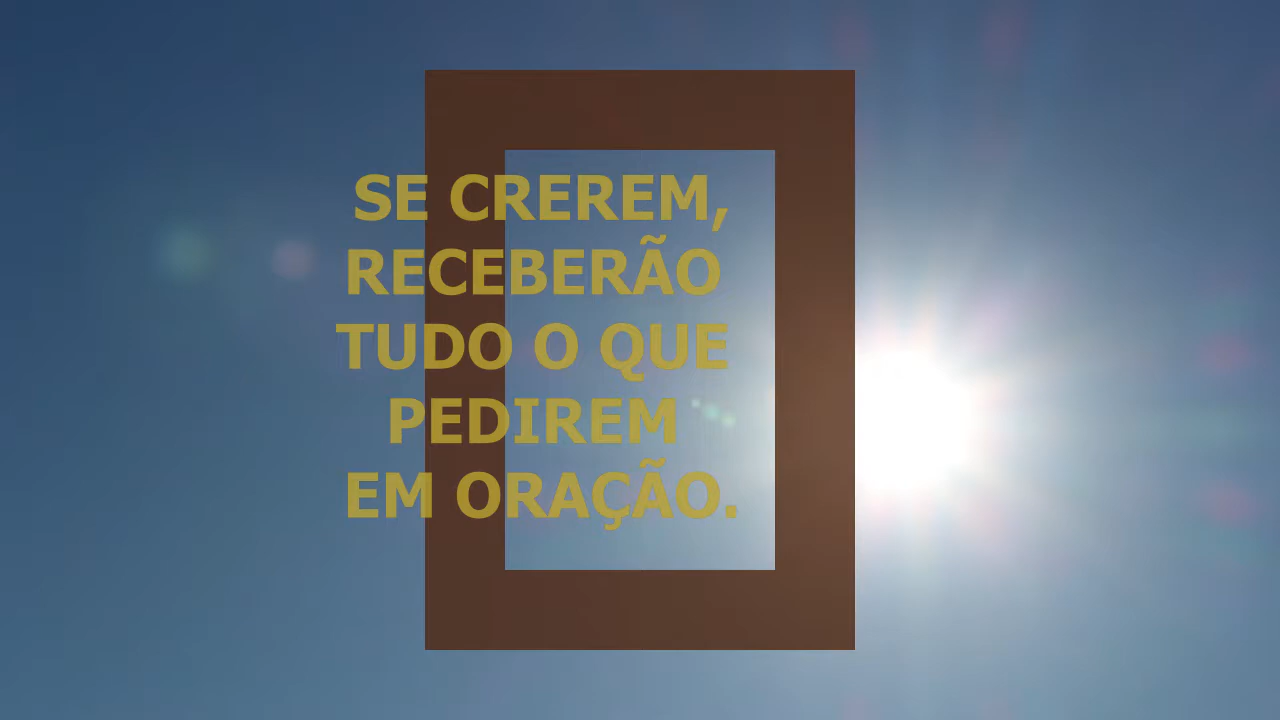 SE CREREM,
RECEBERÃO
TUDO O QUE
PEDIREM
EM ORAÇÃO.